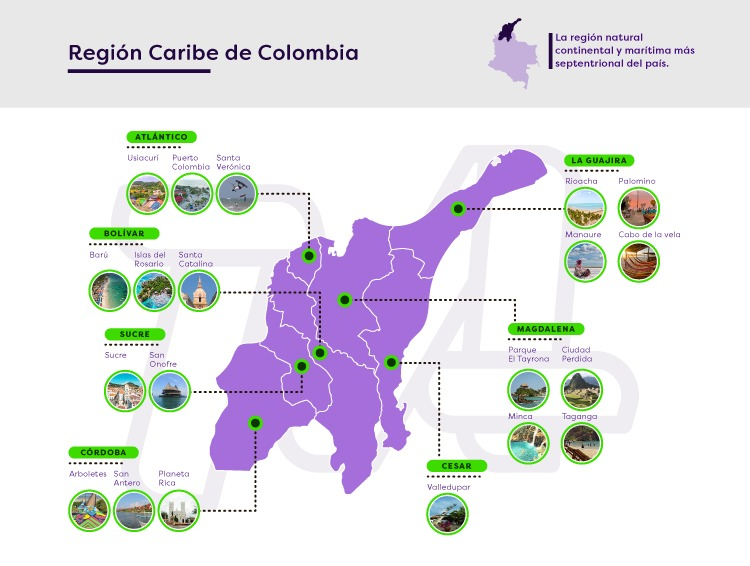 Región Caribe de Colombia
La región natural
continental y marítima más
septentrional del país.
ATLÁNTICO
Usiacurí
Puerto
Colombia
Santa
Verónica
BOLÍVAR
Barú
Islas del
Rosario
Santa
Catalina
SUCRE
Sucre
San
Onofre
CÓRDOBA
Arboletes
San
Antero
Planeta
Rica
LA GUAJIRA
Rioacha
Palomino
Manaure
Cabo de la vela
MAGDALENA
Parque
El Tayrona
Ciudad
Perdida
Minca
Taganga
CESAR
Valledupar